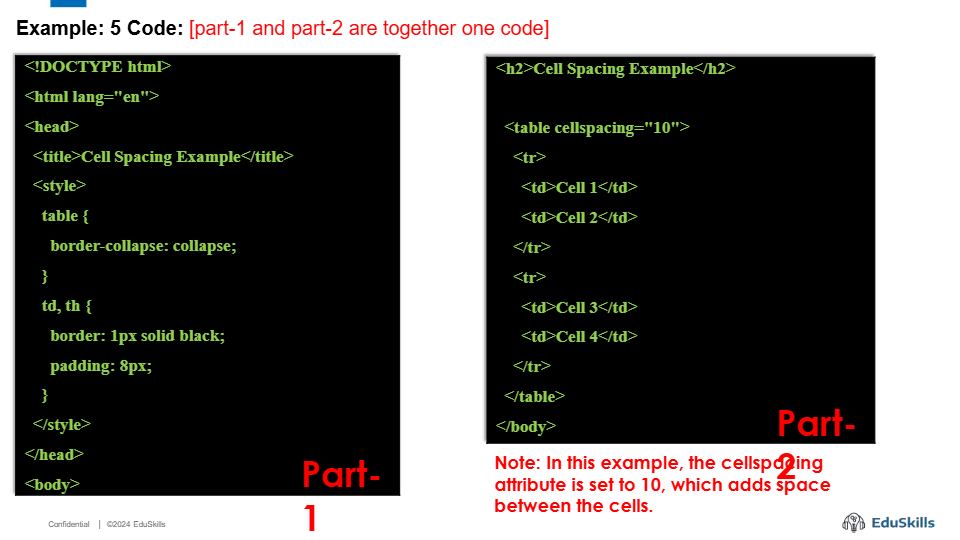 Example: 5 Code: [part-1 and part-2 are together one code]
<!DOCTYPE html>
<html lang="en">
<head>
<title>Cell Spacing Example</title>
<style>
table {
border-collapse: collapse;
}
td, th {
border: 1px solid black;
padding: 8px;
}
</style>
</head>
<body>
Part-
1
<h2>Cell Spacing Example</h2>
<table cellspacing="10">
<tr>
<td>Cell 1</td>
<td>Cell 2</td>
</tr>
<tr>
<td>Cell 3</td>
<td>Cell 4</td>
</tr>
</table>
</body>
Part-
2
Note: In this example, the cellspacing
attribute is set to 10, which adds space
between the cells.
Confidential | ©2024 EduSkills
EduSkills